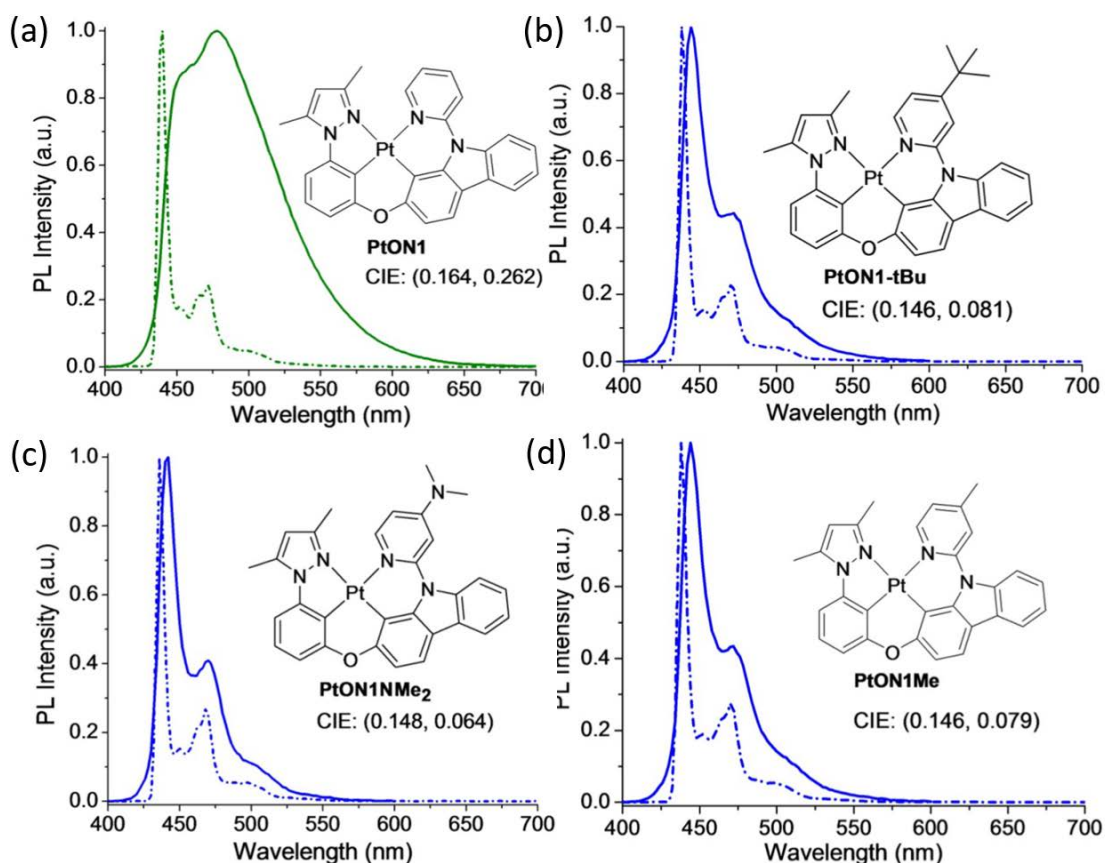 (a)
PL Intensity (a.u.)
1.0
0.8
0.6
0.4
0.2
0.0
400 450 500 550 600 650 700
Wavelength (nm)
N
N
N
Pt
N
O
PtON1
CIE: (0.164, 0.262)
(b)
PL Intensity (a.u.)
1.0
0.8
0.6
0.4
0.2
0.0
400 450 500 550 600 650 700
Wavelength (nm)
N
N
N
Pt
N
O
PtON1-tBu
CIE: (0.146, 0.081)
(c)
PL Intensity (a.u.)
1.0
0.8
0.6
0.4
0.2
0.0
400 450 500 550 600 650 700
Wavelength (nm)
N
N
N
N
Pt
N
O
PtON1NMe₂
CIE: (0.148, 0.064)
(d)
PL Intensity (a.u.)
1.0
0.8
0.6
0.4
0.2
0.0
400 450 500 550 600 650 700
Wavelength (nm)
N
N
N
Pt
N
O
PtON1Me
CIE: (0.146, 0.079)